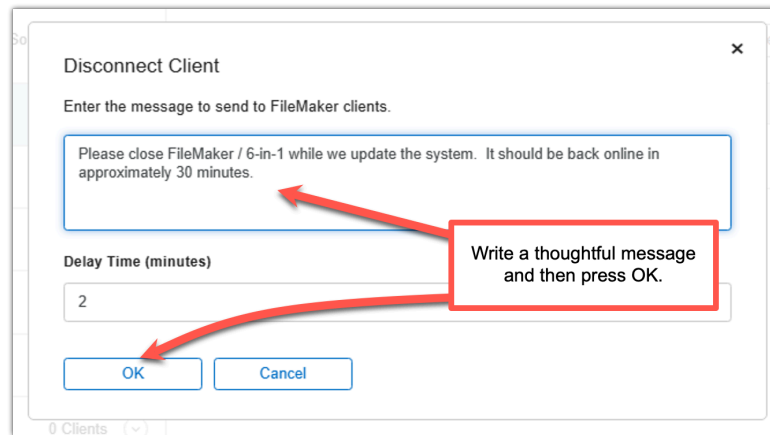 So
×
Disconnect Client
Enter the message to send to FileMaker clients.
Please close FileMaker / 6-in-1 while we update the system.  It should be back online in
approximately 30 minutes.
Write a thoughtful message
and then press OK.
Delay Time (minutes)
2
OK
Cancel
0 Clients